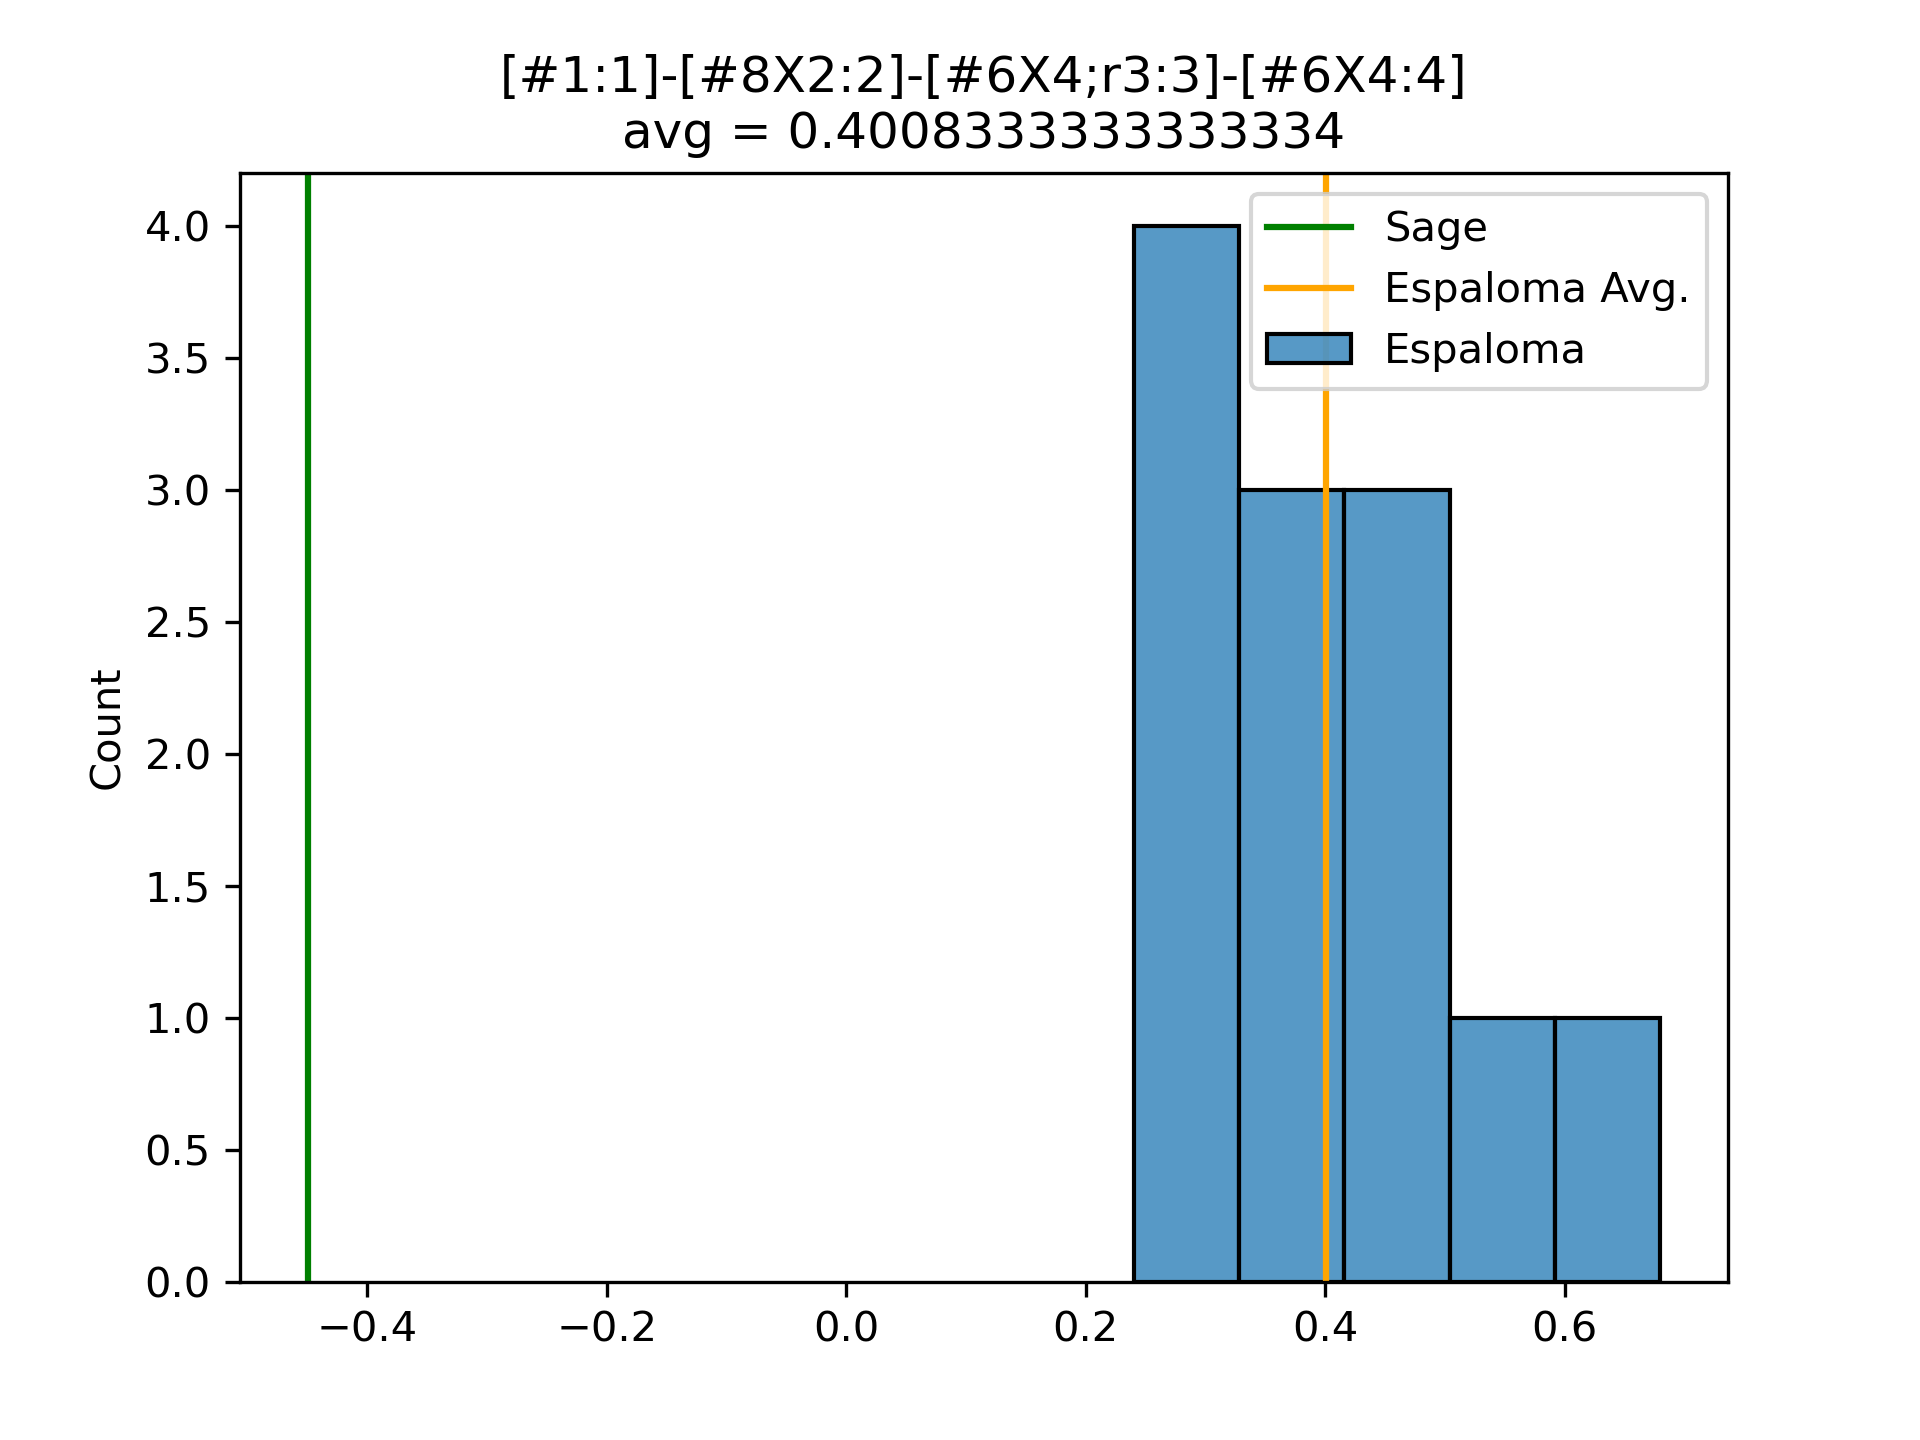 [#1:1]-[#8X2:2]-[#6X4;r3:3]-[#6X4:4]
avg = 0.40083333333333334
Sage
Espaloma Avg.
Espaloma
4.0
3.5
3.0
2.5
2.0
1.5
1.0
0.5
0.0
Count
−0.4 −0.2 0.0 0.2 0.4 0.6